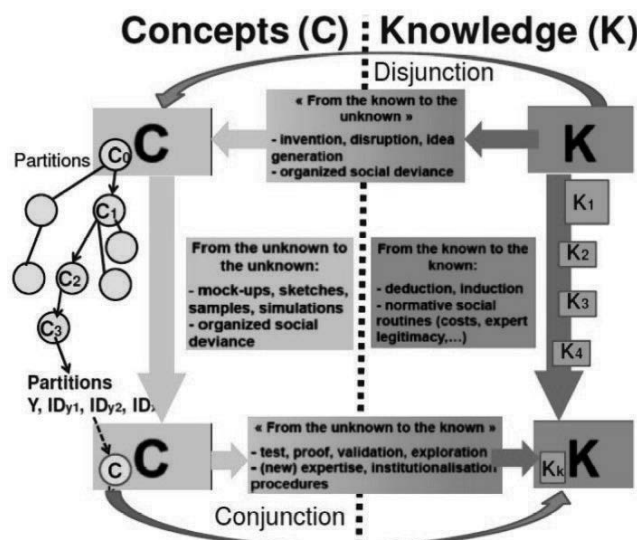 Concepts (C) Knowledge (K)
Disjunction
« From the known to the
unknown »
- invention, disruption, idea
generation
- organized social deviance
C
K
Partitions
C0
C1
C2
C3
K1
K2
K3
K4
From the unknown to
the unknown:
- mock-ups, sketches,
samples, simulations
- organized social
deviance
From the known to the
known:
- deduction, induction
- normative social
routines (costs, expert
legitimacy,...)
Partitions
Y, IDy1, IDy2, ID
C
C
« From the unknown to the known »
- test, proof, validation, exploration
- (new) expertise, institutionalisation
procedures
Kk
K
Conjunction